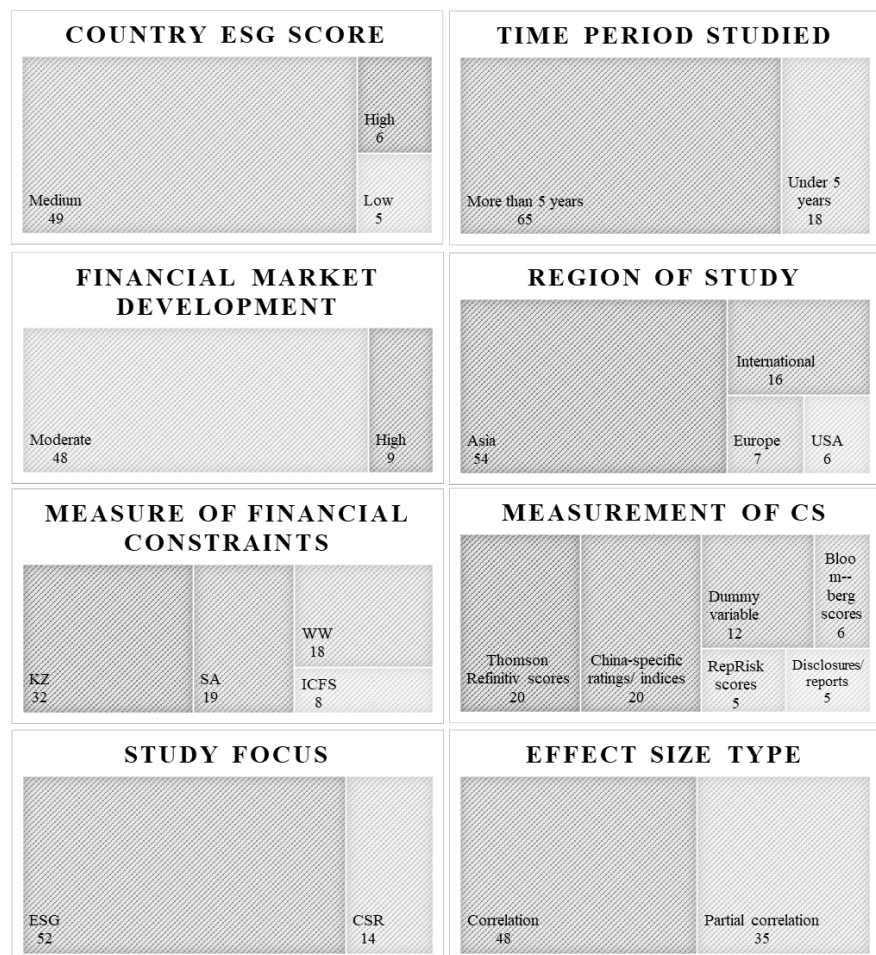 COUNTRY ESG SCORE
Medium
49
High
6
Low
5
TIME PERIOD STUDIED
More than 5 years
65
Under 5
years
18
FINANCIAL MARKET
DEVELOPMENT
Moderate
48
High
9
REGION OF STUDY
Asia
54
International
16
Europe
7
USA
6
MEASURE OF FINANCIAL
CONSTRAINTS
KZ
32
SA
19
WW
18
ICFS
8
MEASUREMENT OF CS
Thomson
Refinitiv scores
20
China-specific
ratings/ indices
20
Dummy
variable
12
Bloo
m--
berg
scores
6
RepRisk
scores
5
Disclosures/
reports
5
STUDY FOCUS
ESG
52
CSR
14
EFFECT SIZE TYPE
Correlation
48
Partial correlation
35